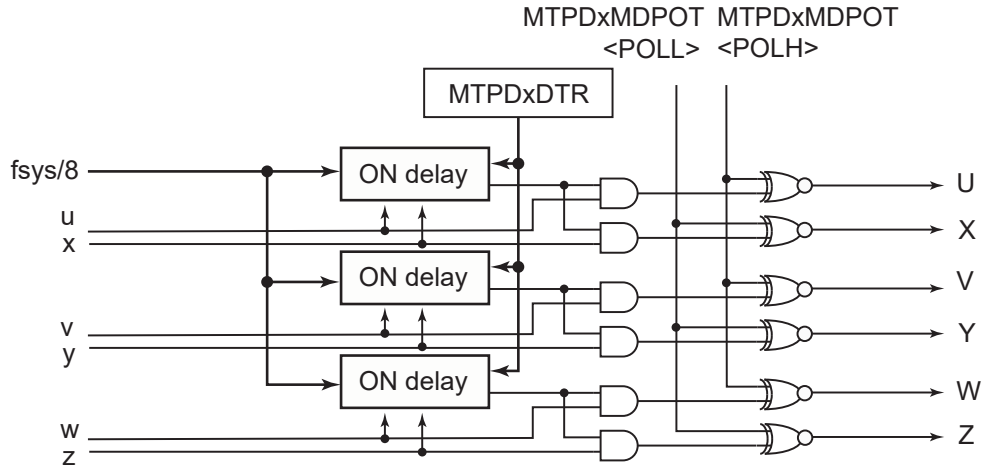 MTPDxMDPOT MTPDxMDPOT
<POLL> <POLH>
MTPDxDTR
fsys/8
ON delay
U
u
x
X
ON delay
V
v
y
Y
ON delay
W
w
z
Z